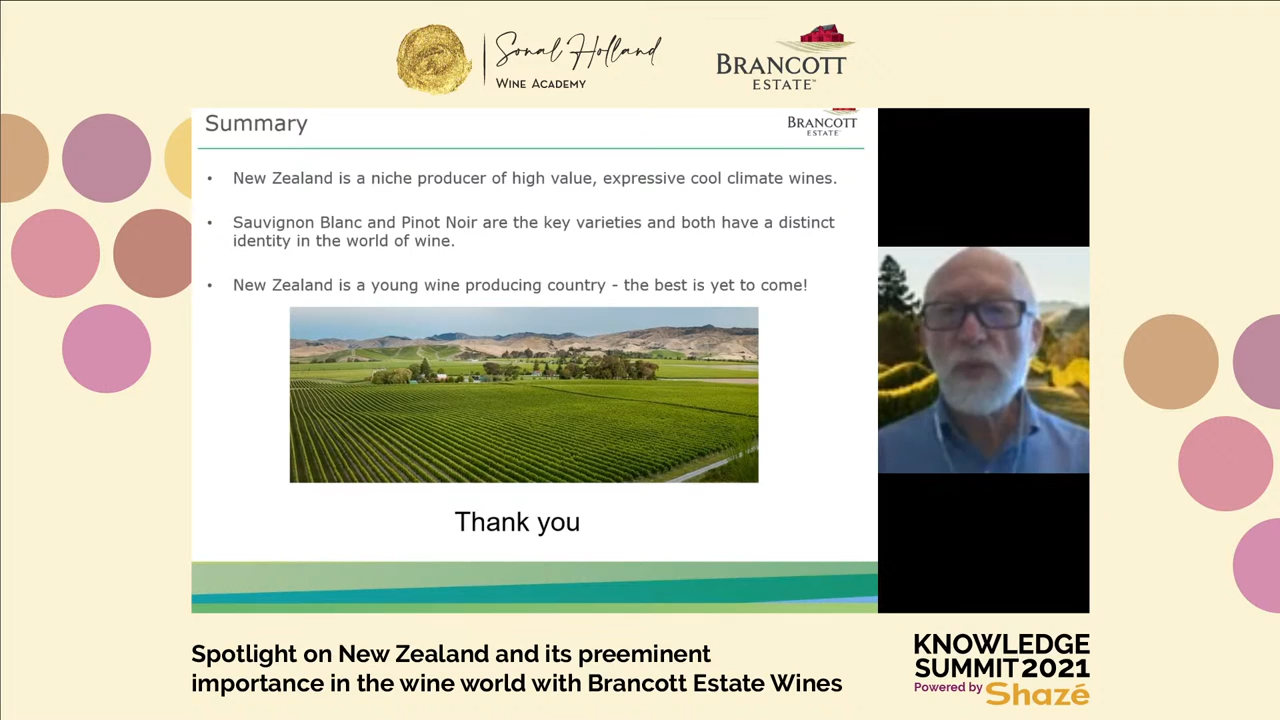 Sonal Holland
WINE ACADEMY
BRANCOTT
ESTATE™
Summary
BRANCOTT
ESTATE
• New Zealand is a niche producer of high value, expressive cool climate wines.
• Sauvignon Blanc and Pinot Noir are the key varieties and both have a distinct
identity in the world of wine.
• New Zealand is a young wine producing country - the best is yet to come!
Thank you
Spotlight on New Zealand and its preeminent
importance in the wine world with Brancott Estate Wines
KNOWLEDGE
SUMMIT 2021
Powered by Shazé